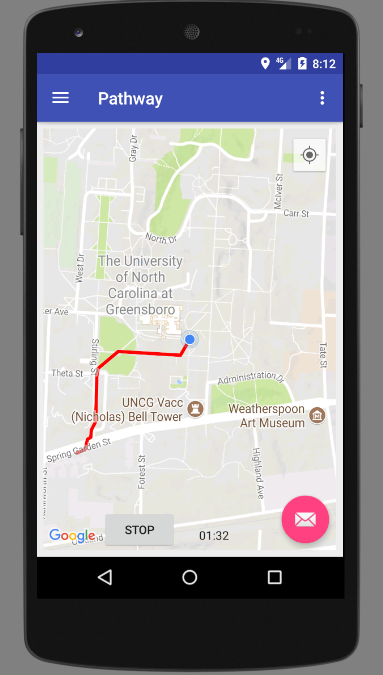 4G 8:12
Pathway
Gray Dr
McIver St
Carr St
North Dr
West Dr
The University
of North
Carolina at
Greensboro
er Ave
Stirling St
Tate St
Theta St
Administration Dr
UNCG Vacc
(Nicholas) Bell Tower
Weatherspoon
Art Museum
Spring Garden St
Forest St
Highland Ave
Google
STOP
01:32